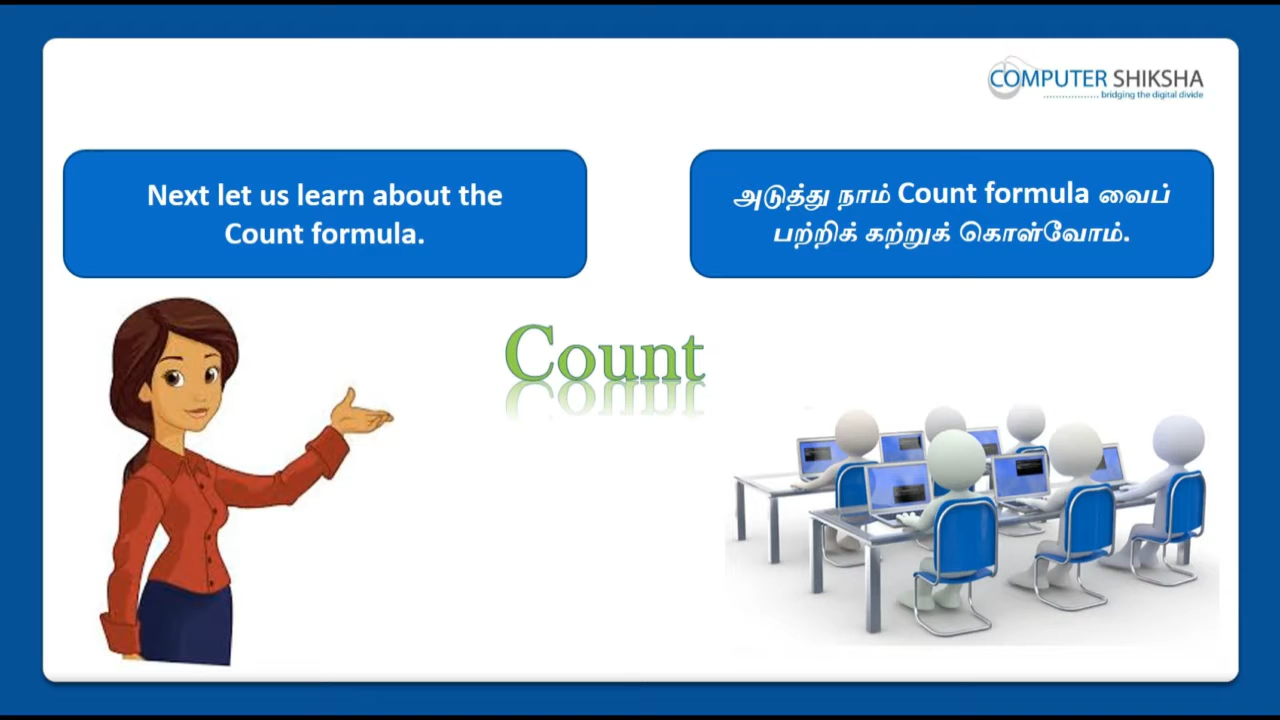 COMPUTER SHIKSHA
bridging the digital divide
Next let us learn about the
Count formula.
அடுத்து நாம் Count formula வைப்
பற்றிக் கற்றுக் கொள்வோம்.
Count